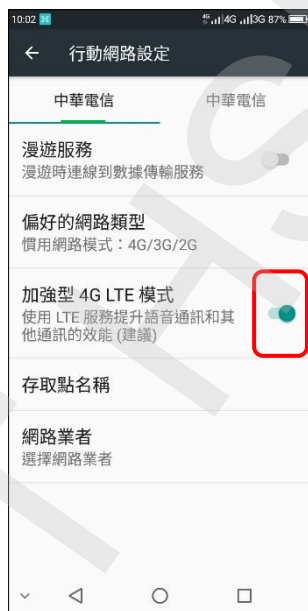 10:02 4G 4G 3G 87%
行動網路設定
中華電信 中華電信
漫遊服務
漫遊時連線到數據傳輸服務
偏好的網路類型
慣用網路模式：4G/3G/2G
加強型 4G LTE 模式
使用 LTE 服務提升語音通訊和其
他通訊的效能 (建議)
存取點名稱
網路業者
選擇網路業者